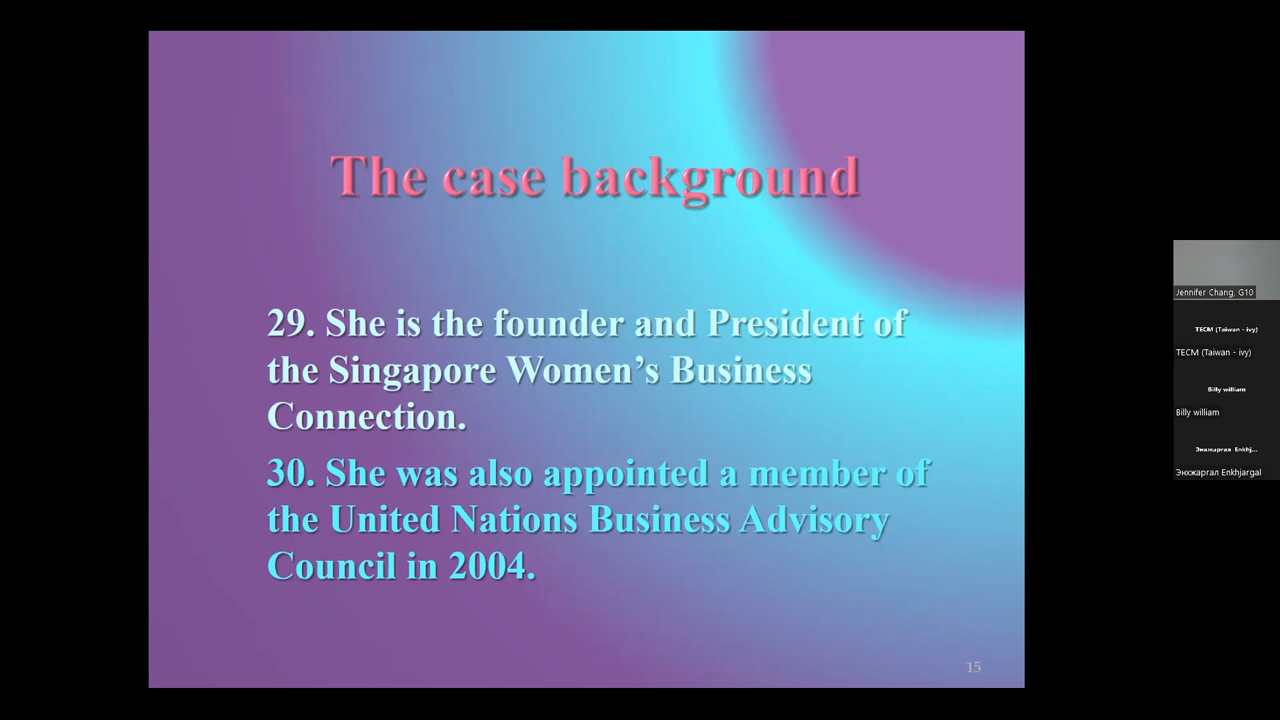 The case background
29. She is the founder and President of
the Singapore Women’s Business
Connection.
30. She was also appointed a member of
the United Nations Business Advisory
Council in 2004.
15
Jennifer Chang, G10
TECM (Taiwan - ivy)
TECM (Taiwan - ivy)
Billy william
Billy william
Энхжаргал Enkhj...
Энхжаргал Enkhjargal